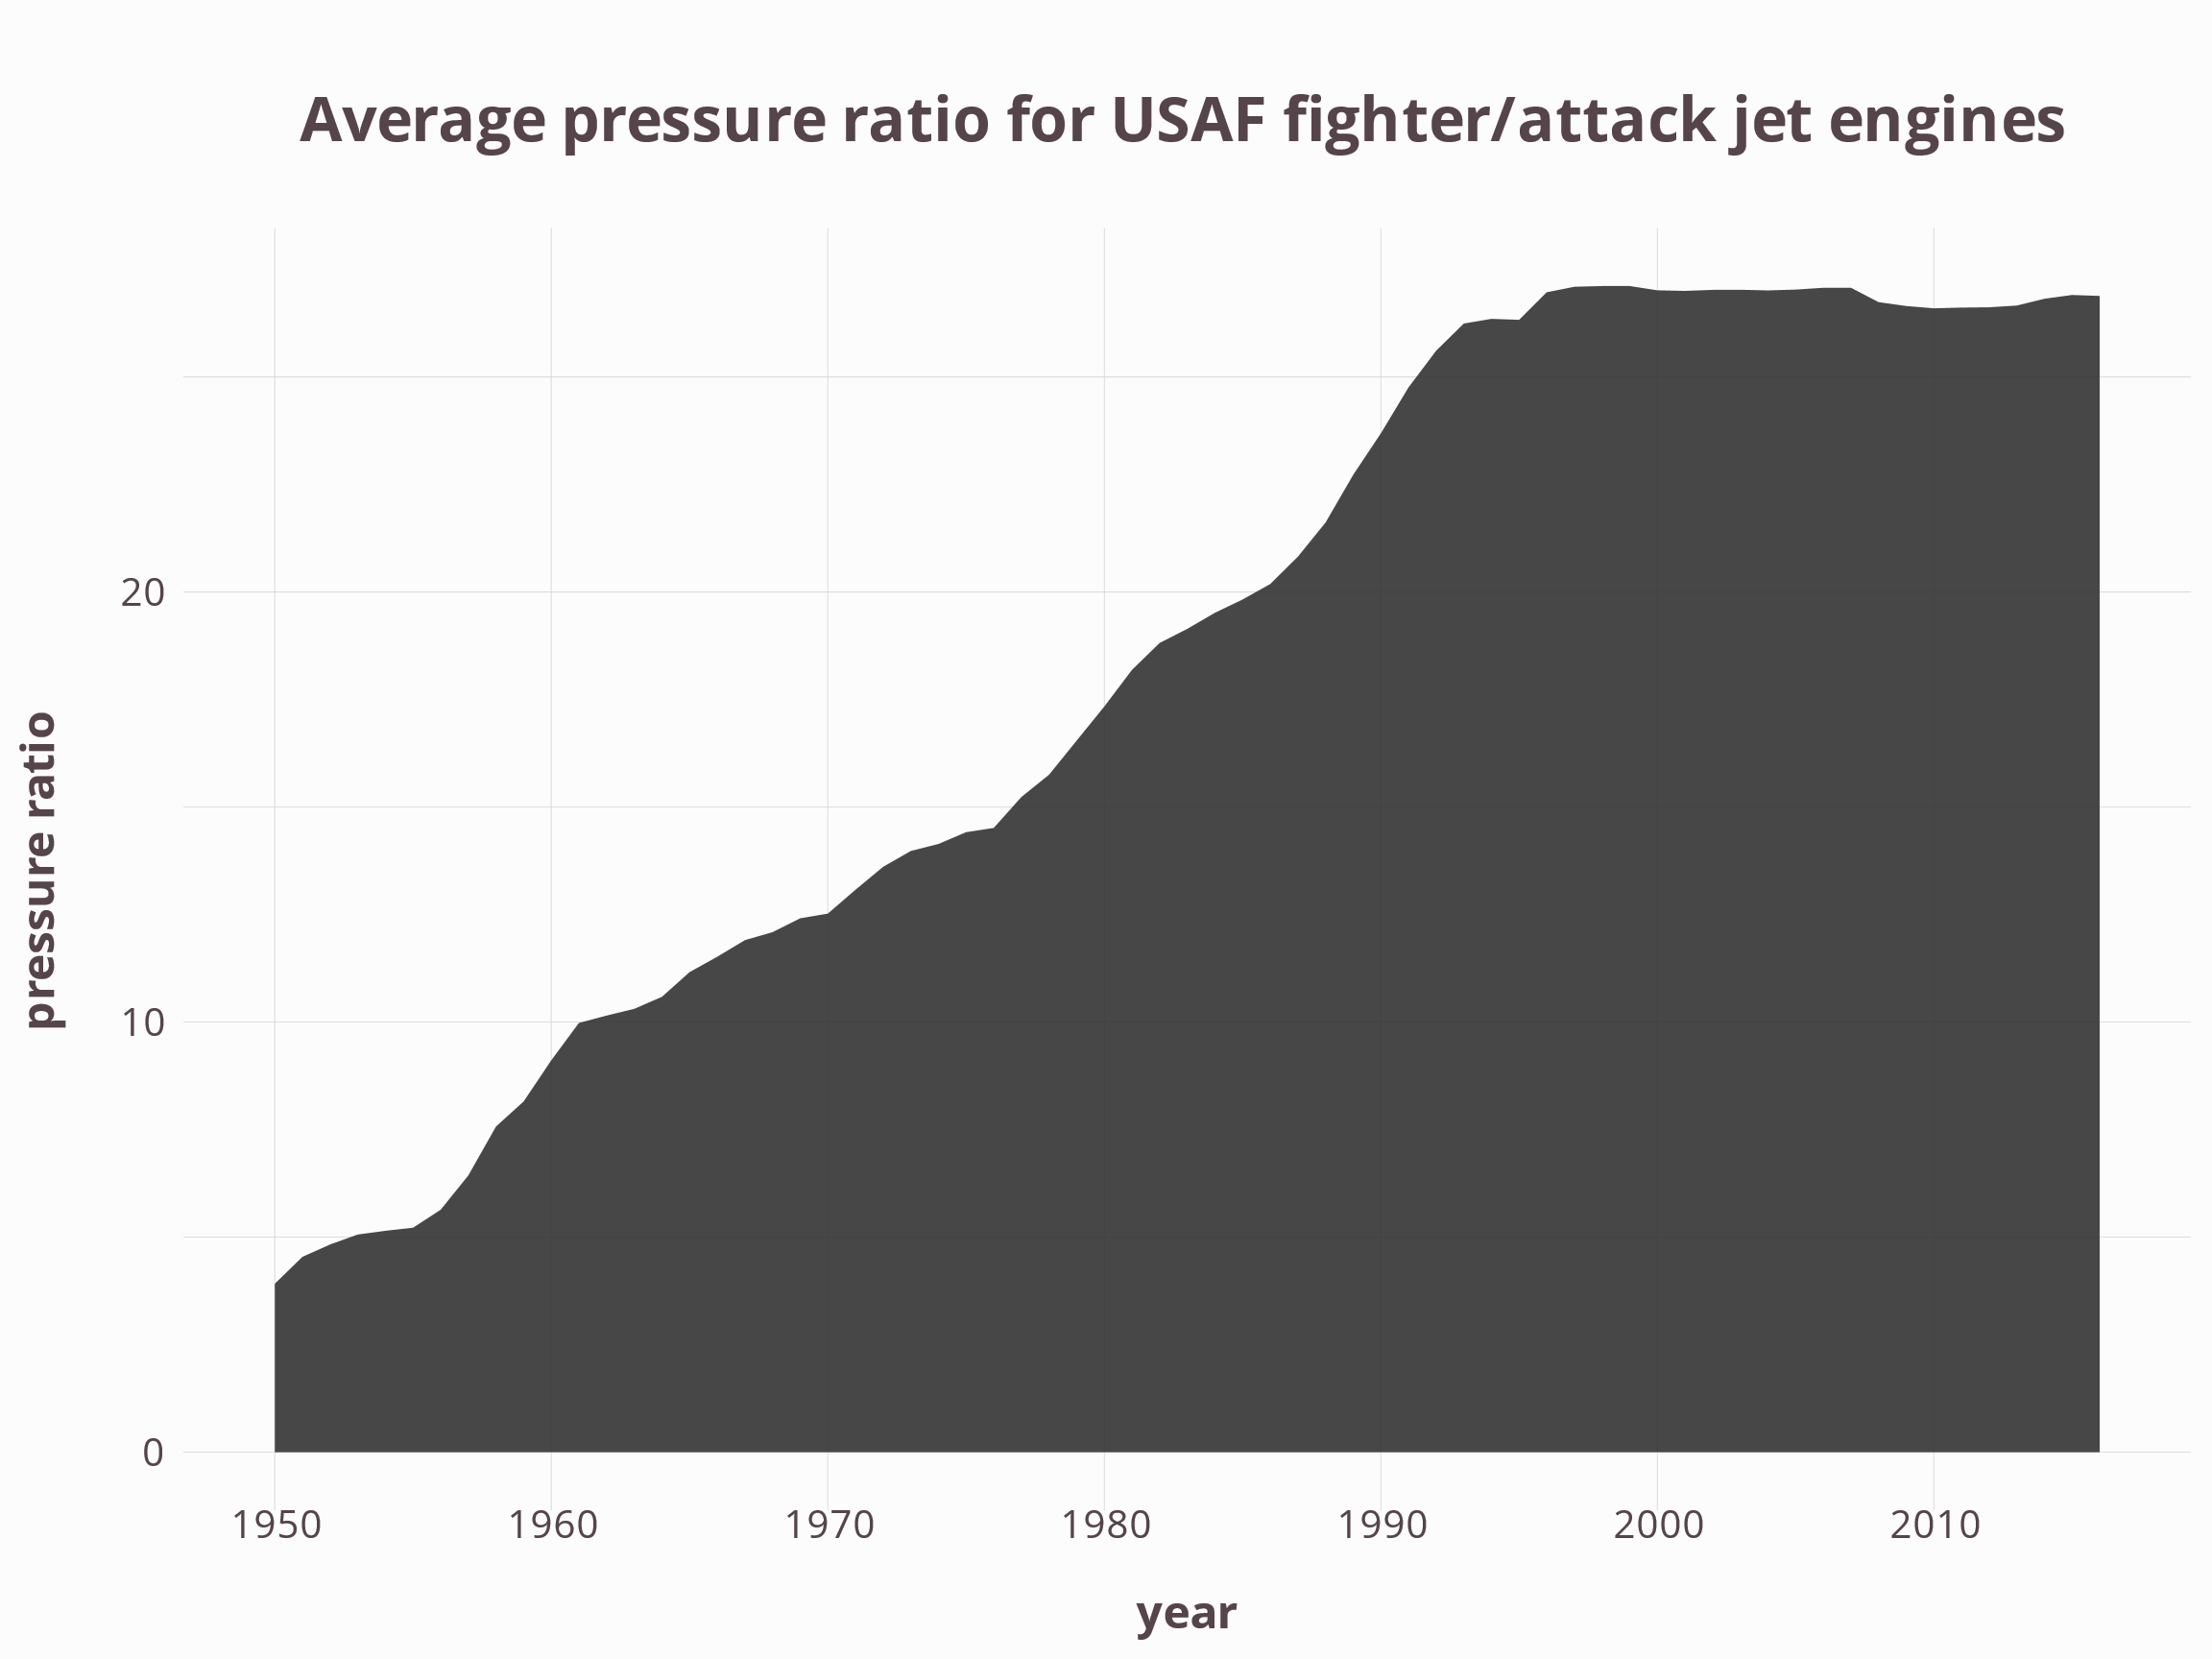 Average pressure ratio for USAF fighter/attack jet engines
pressure ratio
20
10
0
1950 1960 1970 1980 1990 2000 2010
year